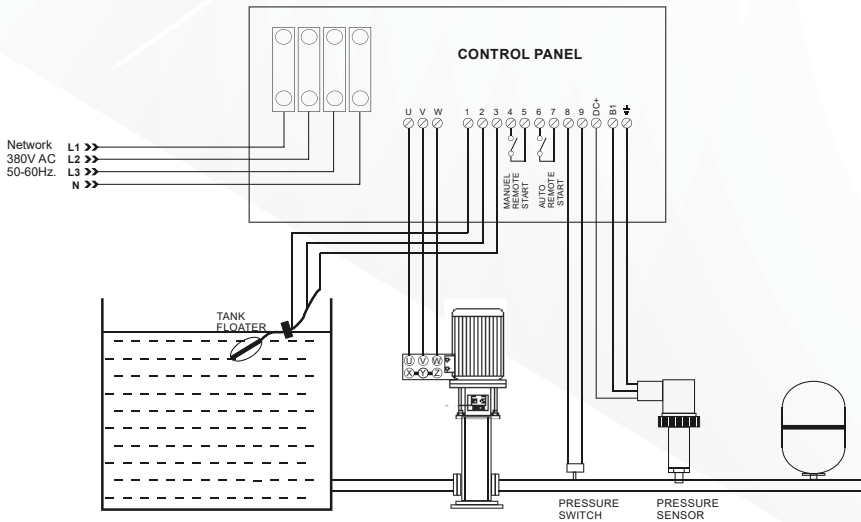 CONTROL PANEL
U V W 1 2 3 4 5 6 7 8 9 DC+ B1
Network L1
380V AC L2
50-60Hz. L3
N
MANUEL
REMOTE
START
AUTO
REMOTE
START
TANK
FLOATER
U V W
X Y Z
PRESSURE
SWITCH
PRESSURE
SENSOR